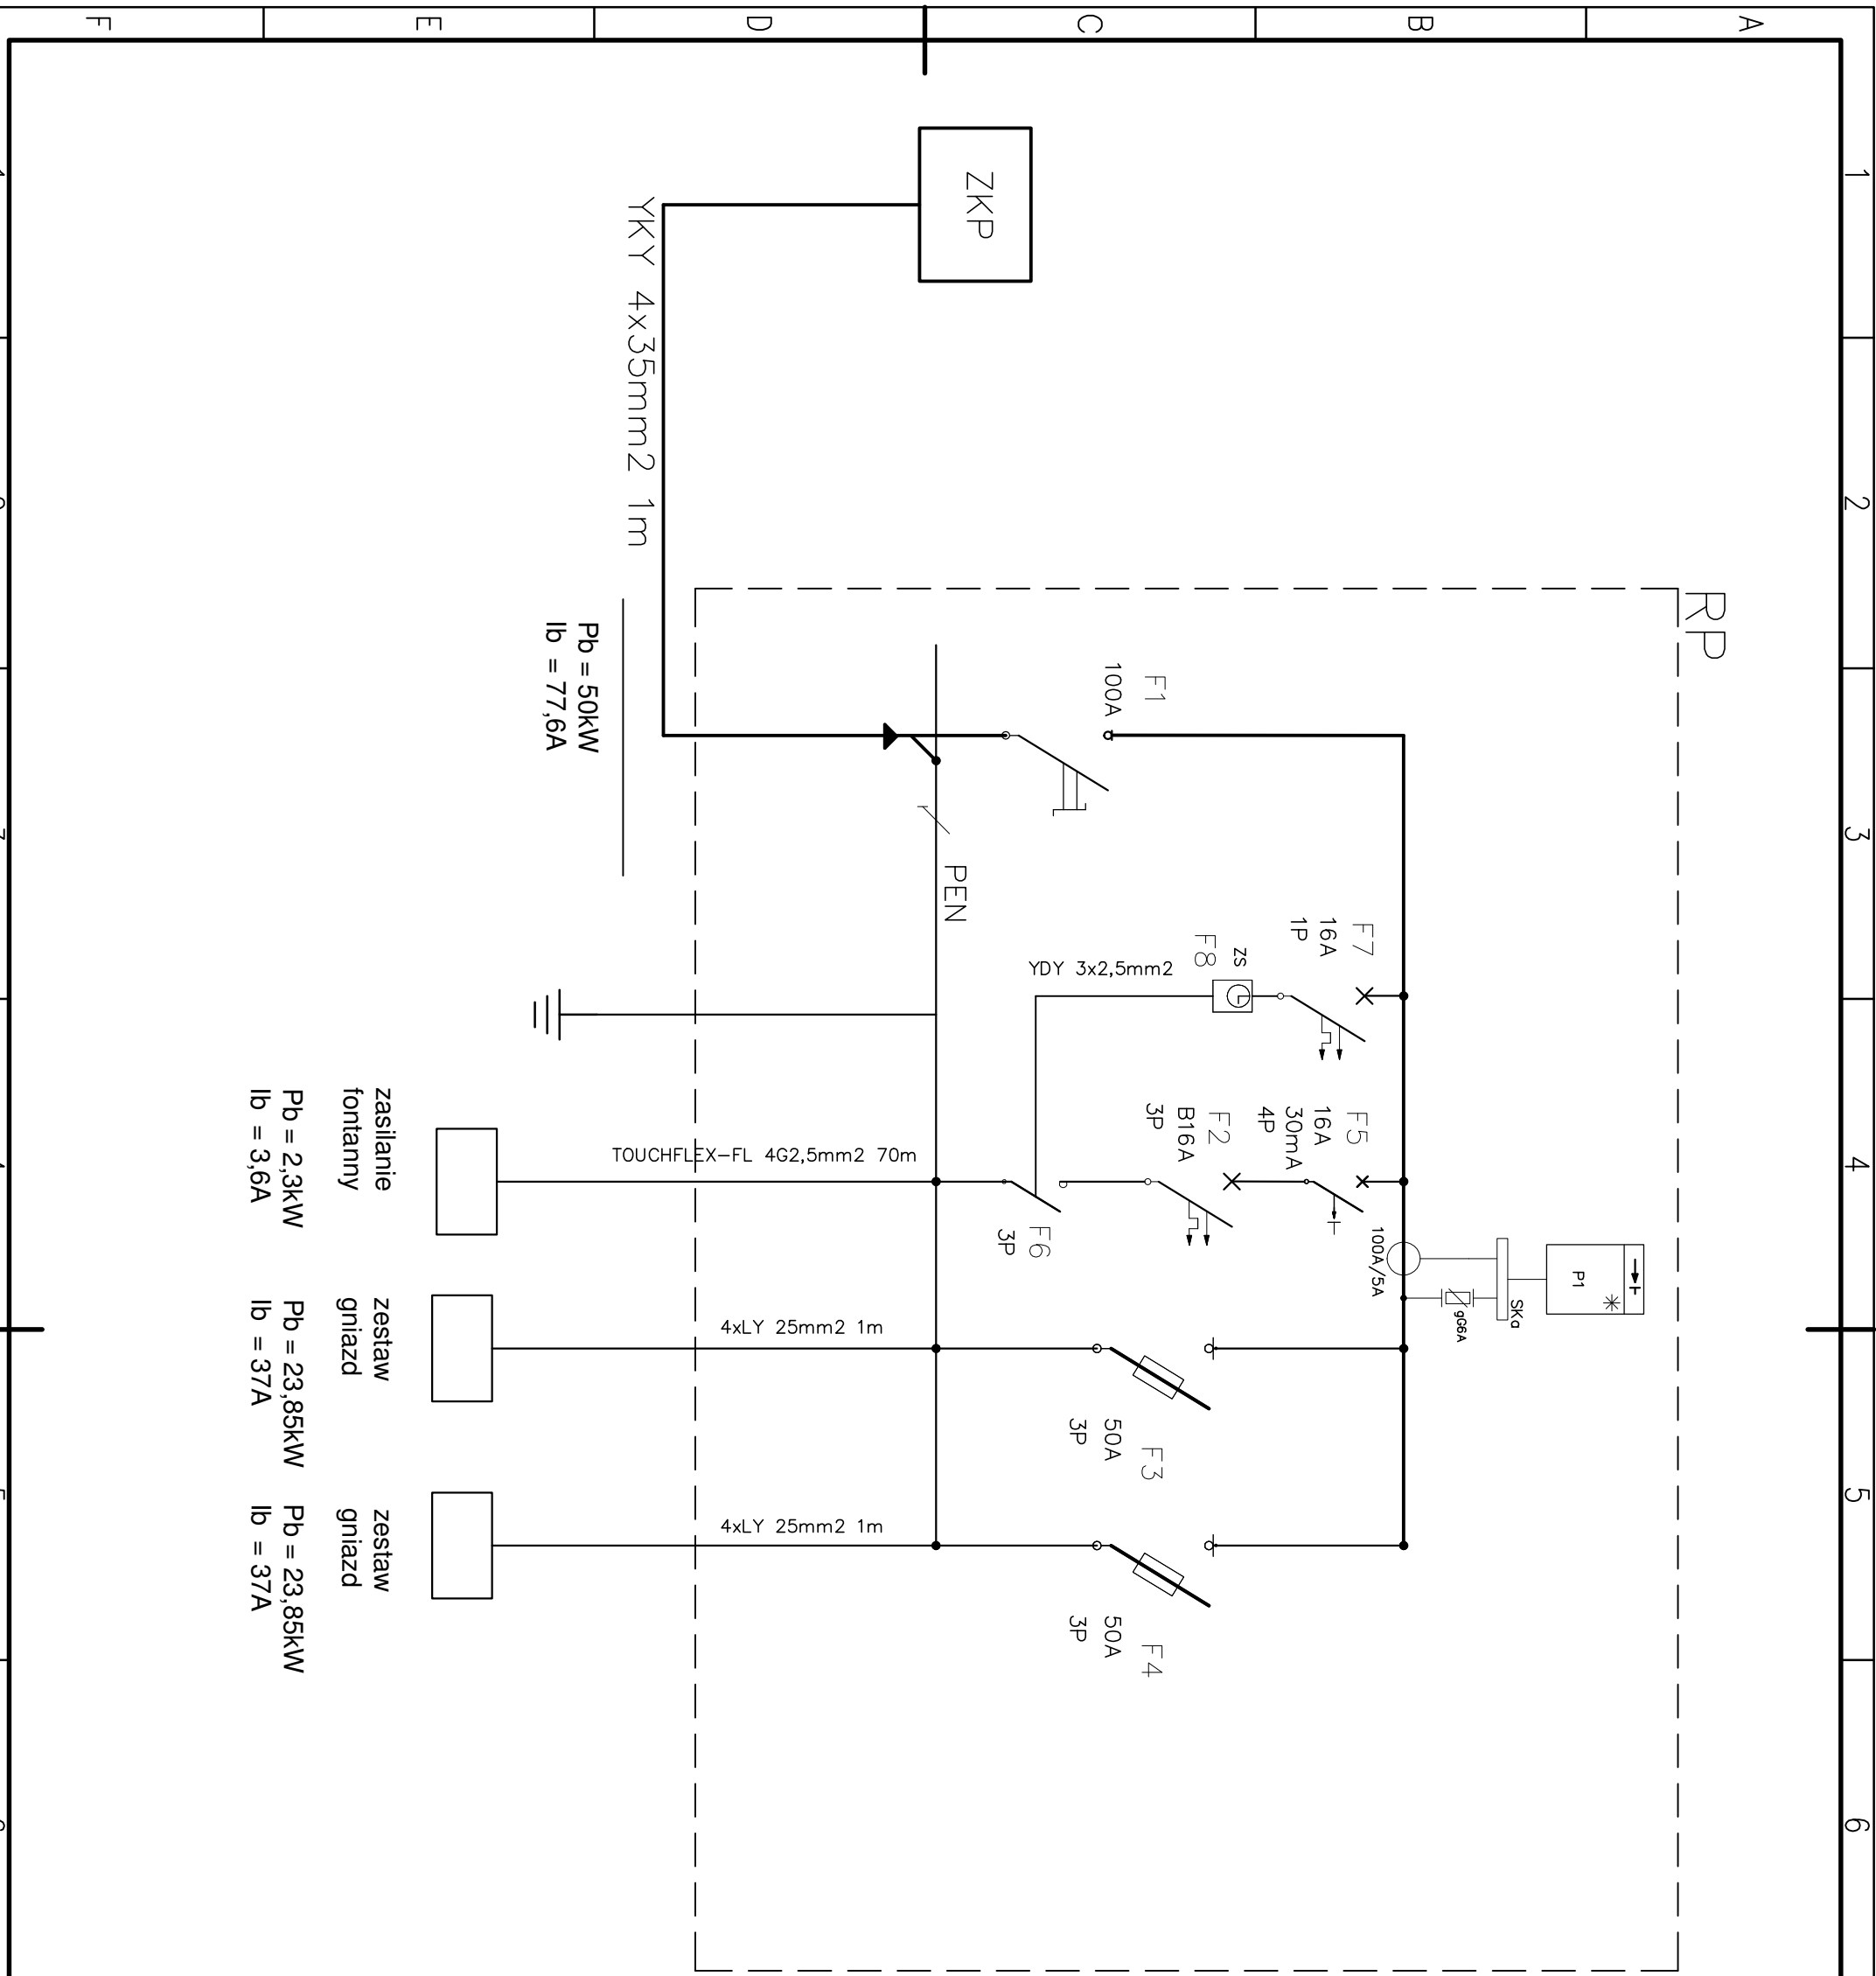 A
B
C
D
E
F
1
2
3
4
5
6
RP
ZKP
YKY 4x35mm2 1m
Pb = 50kW
Ib = 77,6A
F1
100A
PEN
F7
16A
1P
zs
F8
YDY 3x2,5mm2
F5
16A
30mA
4P
F2
B16A
3P
F6
3P
100A/5A
P1
SKa
gG6A
F3
50A
3P
F4
50A
3P
TOUCHFLEX-FL 4G2,5mm2 70m
4xLY 25mm2 1m
4xLY 25mm2 1m
zasilanie
fontanny
Pb = 2,3kW
Ib = 3,6A
zestaw
gniazd
Pb = 23,85kW
Ib = 37A
zestaw
gniazd
Pb = 23,85kW
Ib = 37A